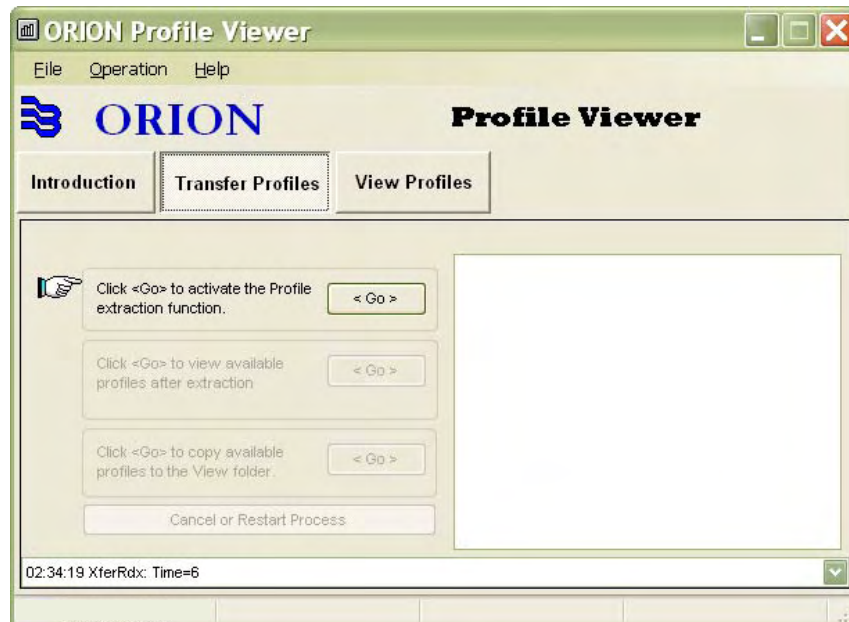 ORION Profile Viewer
File Operation Help
ORION Profile Viewer
Introduction Transfer Profiles View Profiles
Click <Go> to activate the Profile
extraction function.
< Go >
Click <Go> to view available
profiles after extraction
< Go >
Click <Go> to copy available
profiles to the View folder.
< Go >
Cancel or Restart Process
02:34:19 XferRdx: Time=6